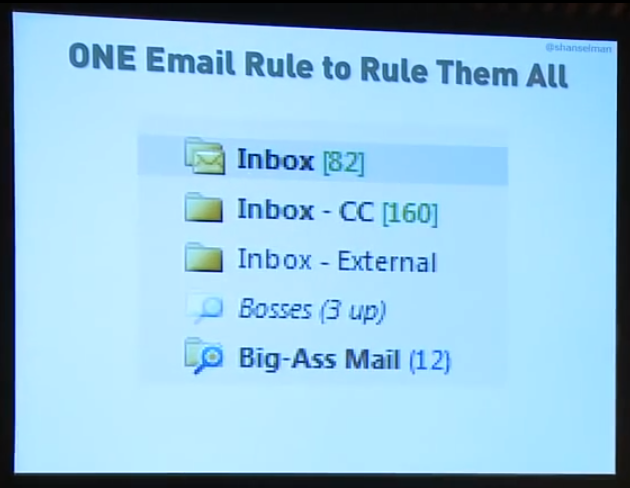 @shanselman
ONE Email Rule to Rule Them All
Inbox [82]
Inbox - CC [160]
Inbox - External
Bosses (3 up)
Big-Ass Mail (12)